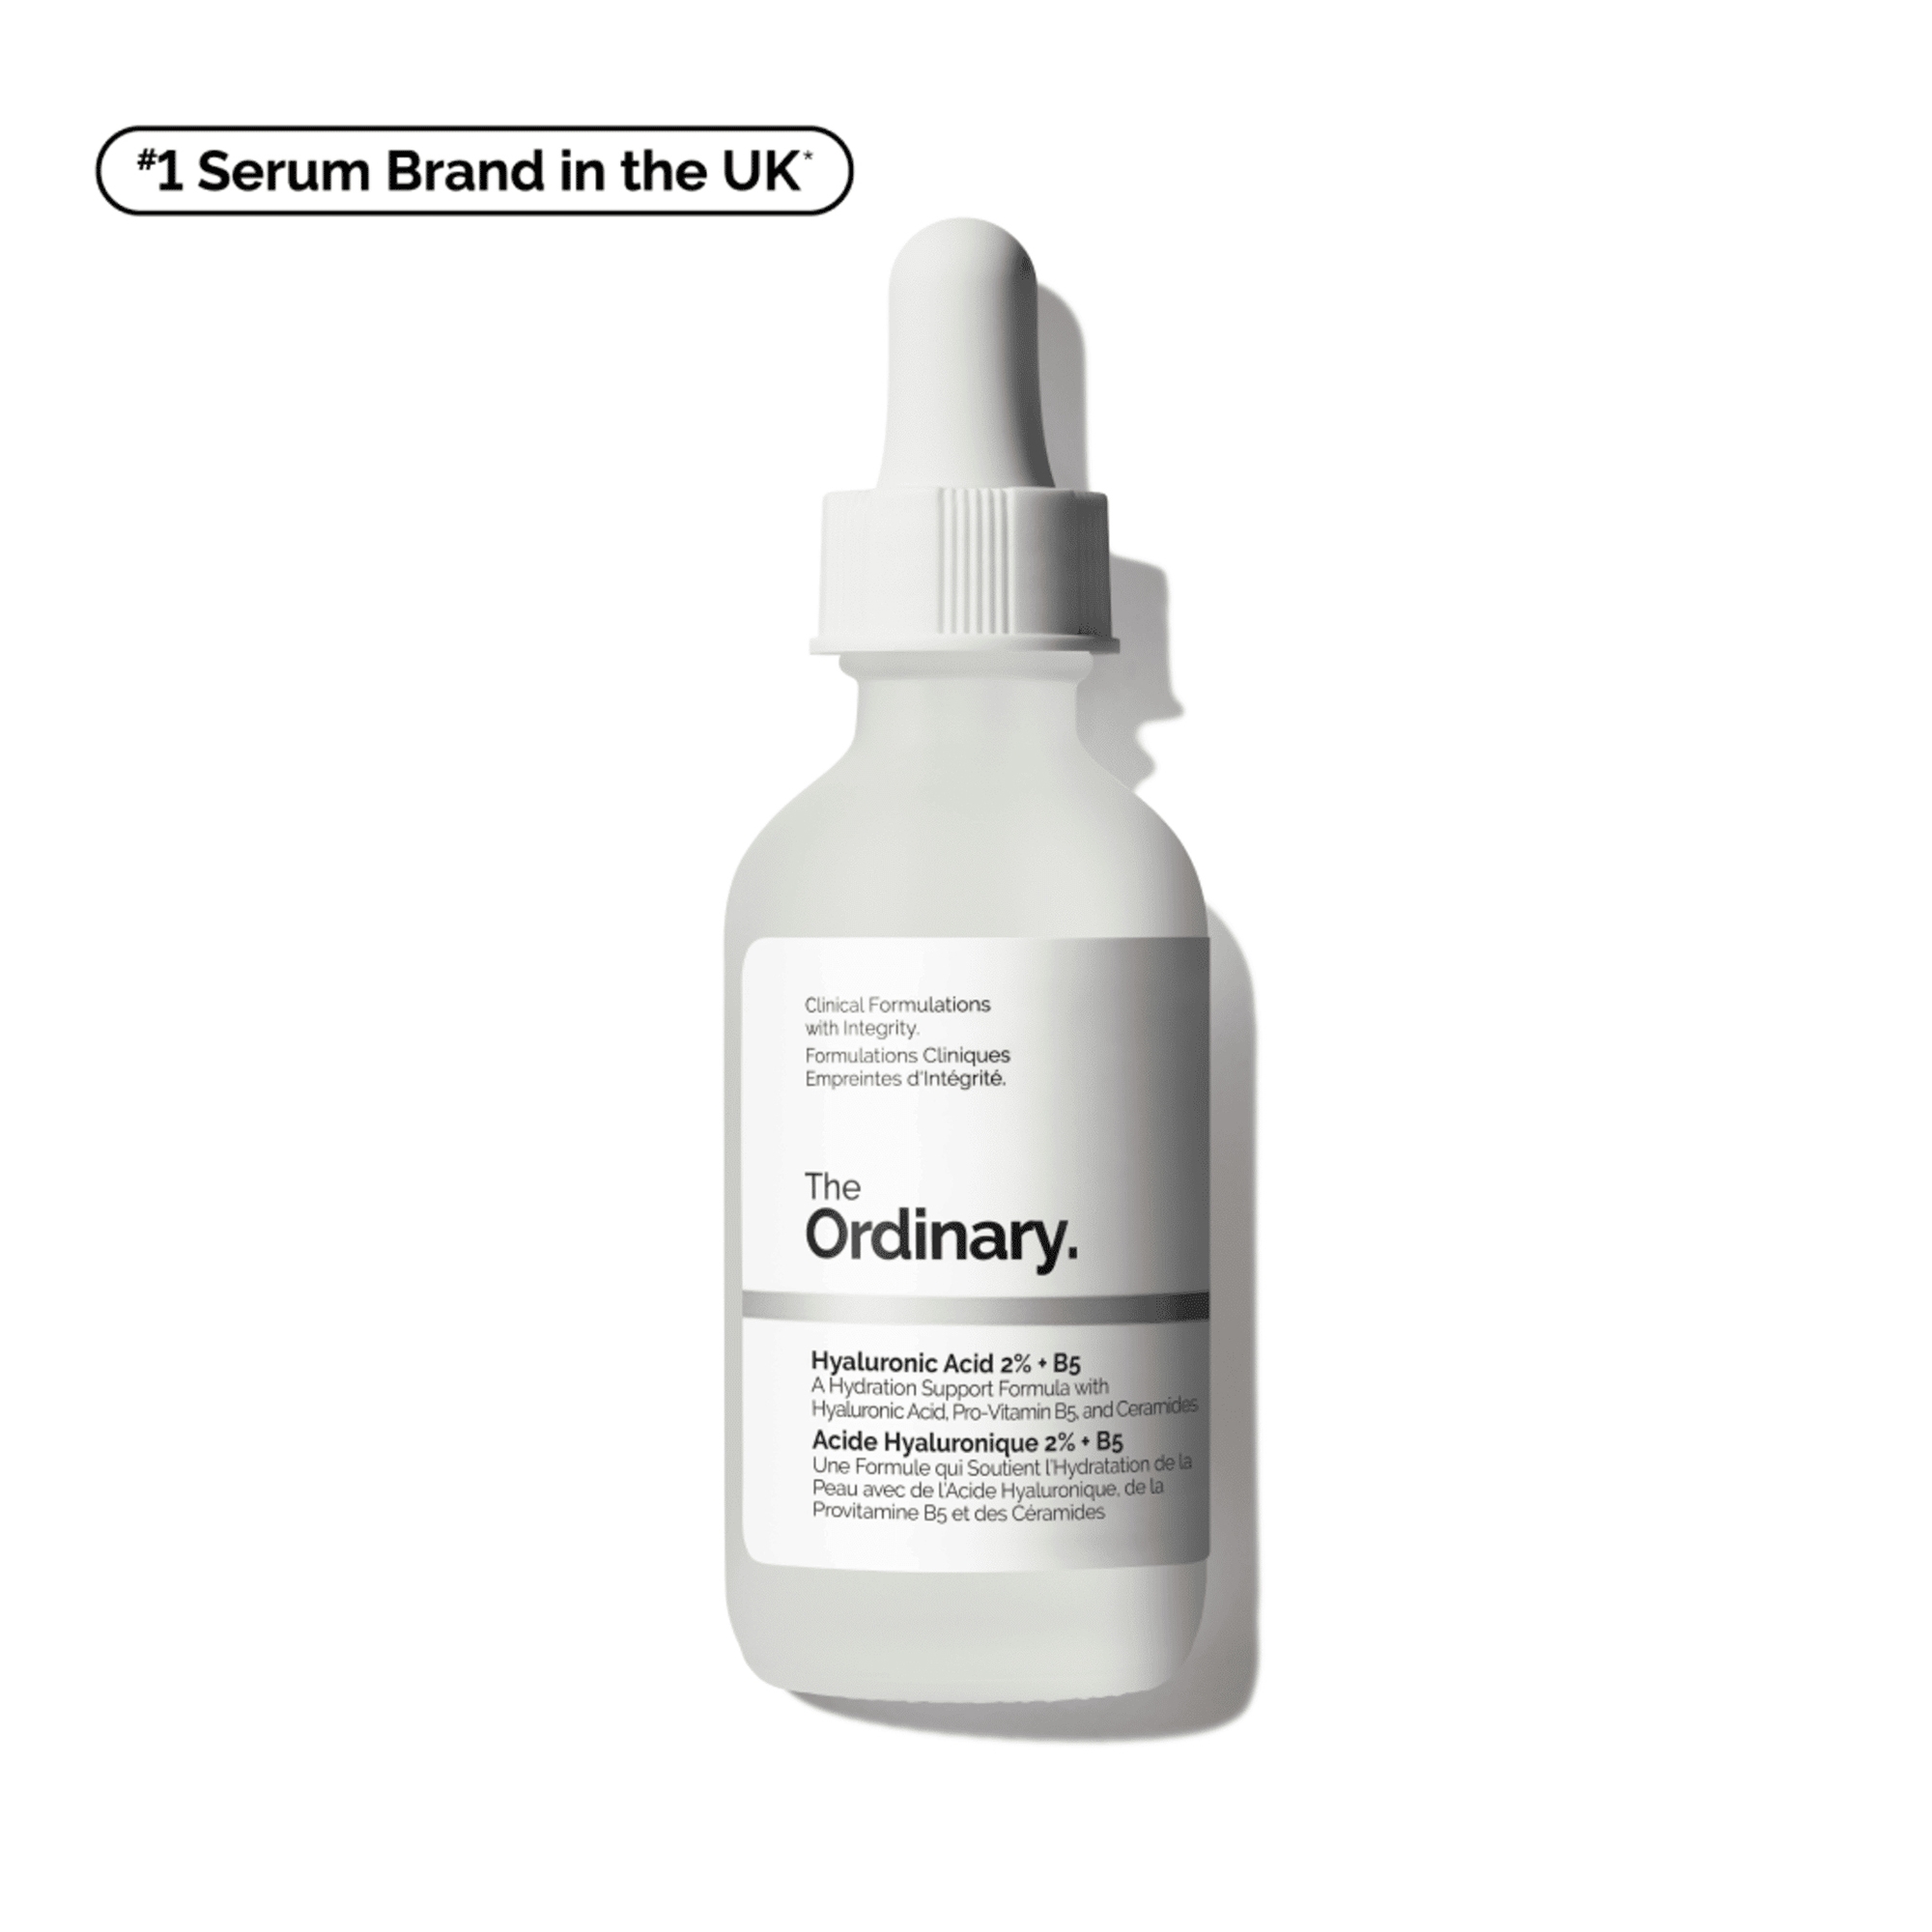 #1 Serum Brand in the UK*
Clinical Formulations
with Integrity.
Formulations Cliniques
Empreintes d'Intégrité.
The
Ordinary.
Hyaluronic Acid 2% + B5
A Hydration Support Formula with
Hyaluronic Acid, Pro-Vitamin B5, and Ceramides
Acide Hyaluronique 2% + B5
Une Formule qui Soutient l'Hydratation de la
Peau avec de l'Acide Hyaluronique, de la
Provitamine B5 et des Céramides